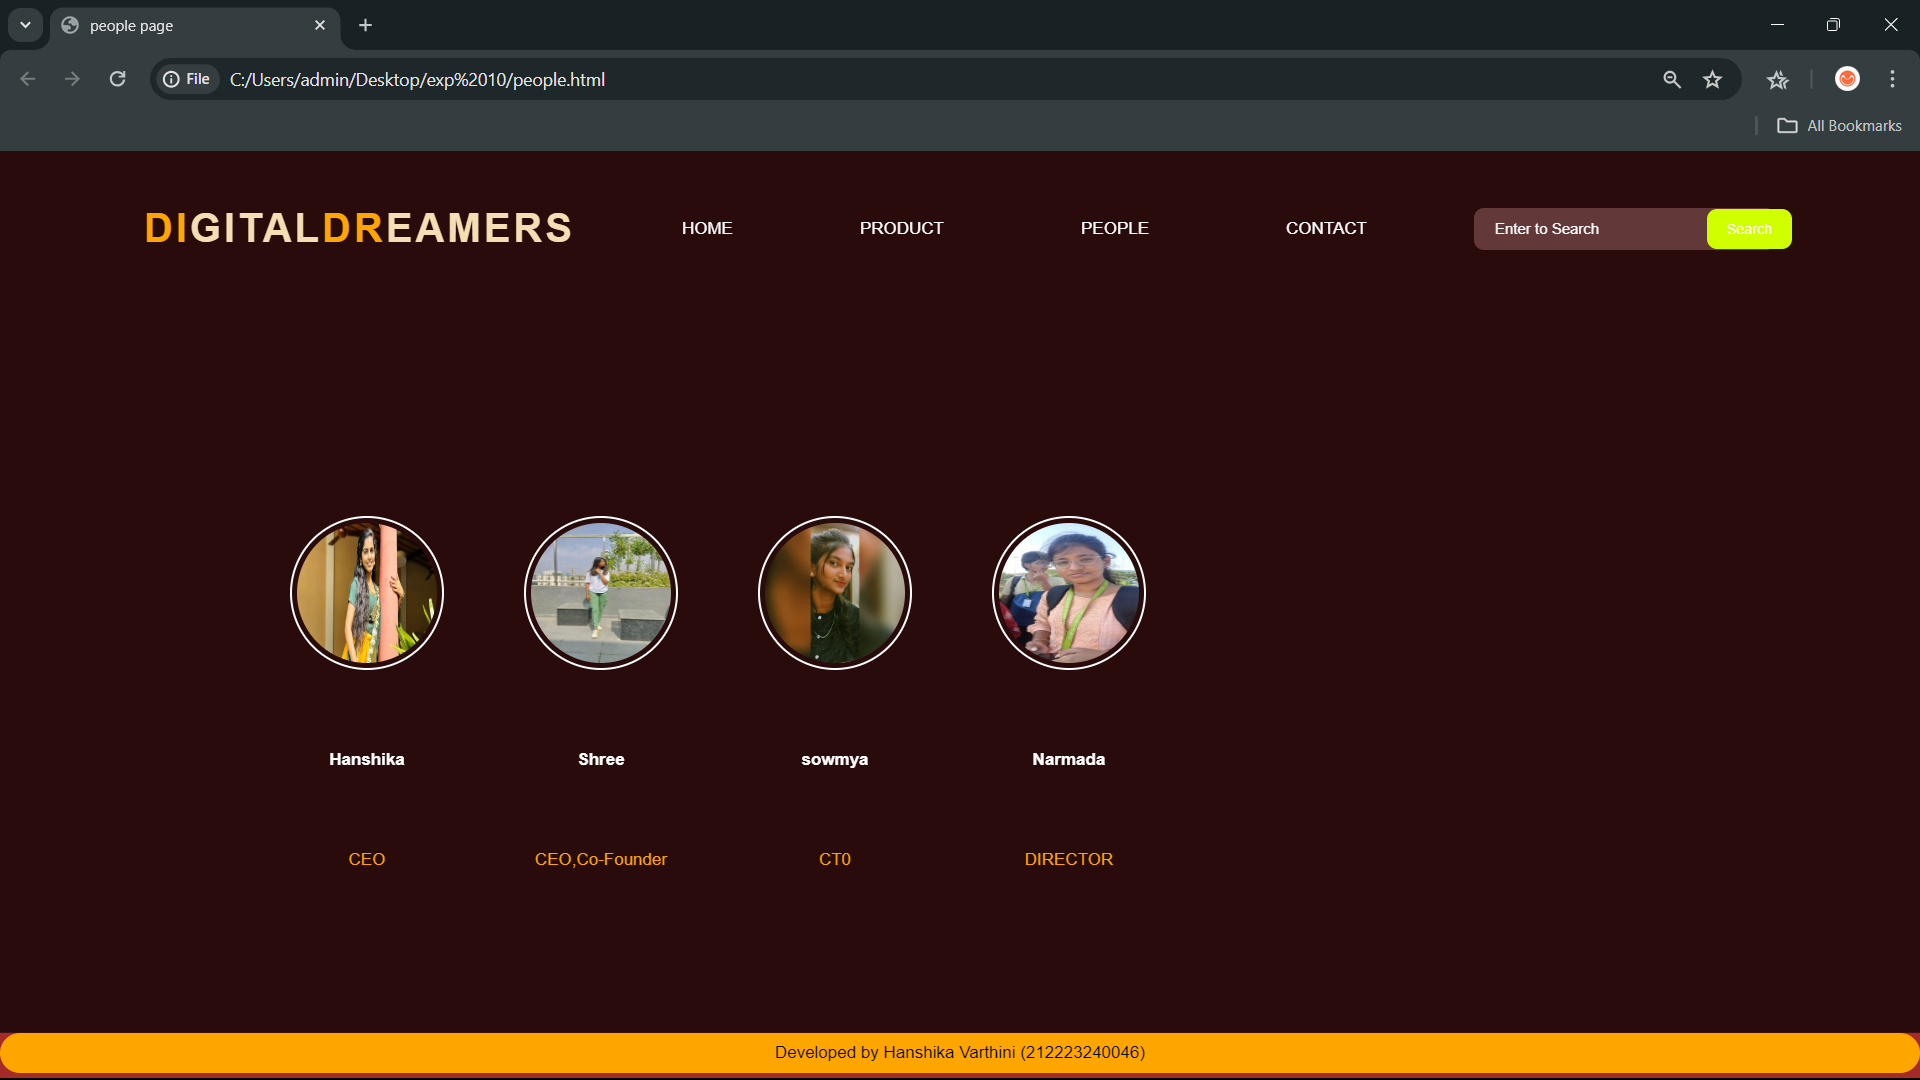 people page
File C:/Users/admin/Desktop/exp%2010/people.html
All Bookmarks
DIGITALDREAMERS HOME PRODUCT PEOPLE CONTACT Enter to Search Search
Hanshika Shree sowmya Narmada
CEO CEO,Co-Founder CT0 DIRECTOR
Developed by Hanshika Varthini (212223240046)